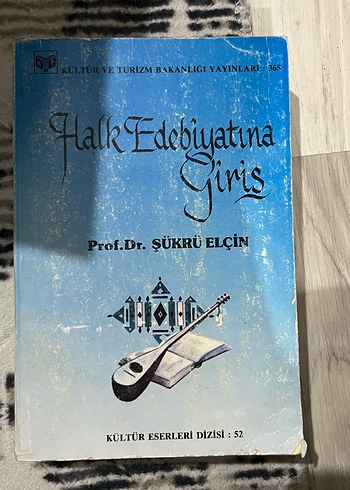 KÜLTÜR VE TURİZM BAKANLIĞI YAYINLARI : 365
Halk Edebiyatına
Giriş
Prof.Dr. ŞÜKRÜ ELÇİN
KÜLTÜR ESERLERİ DİZİSİ : 52